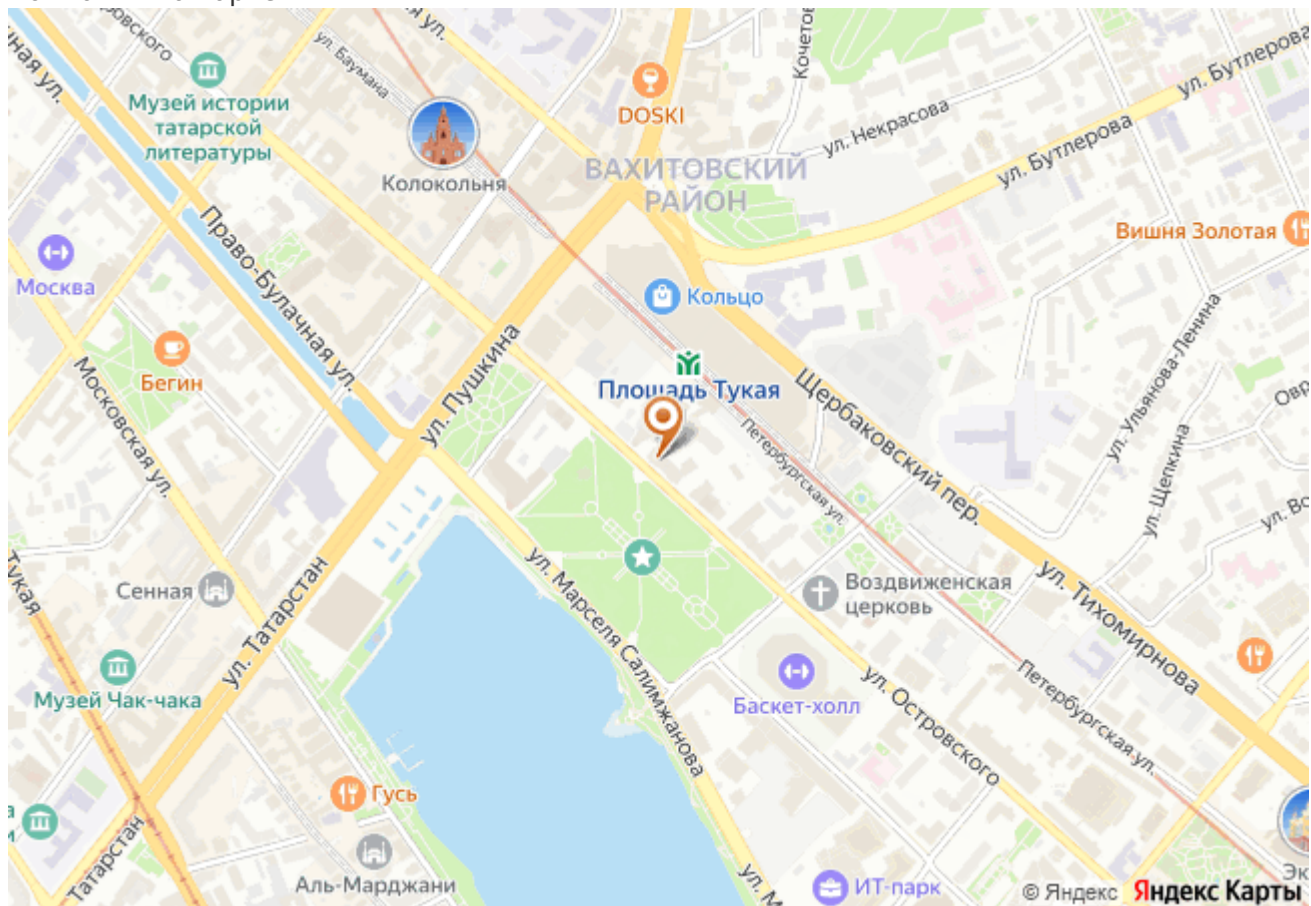 ул. Баумана
Музей истории
татарской
литературы
Колокольня
DOSKI
ВАХИТОВСКИЙ
РАЙОН
ул. Некрасова
ул. Бутлерова
ул. Бутлерова
Вишня Золотая
Москва
Право-Булачная ул.
Кольцо
Бегин
ул. Пушкина
Площадь Тукая
Щербаковский пер.
ул. Ульянова-Ленина
Московская ул.
Петербургская ул.
ул. Щепкина
Сенная
ул. Татарстан
ул. Марселя Салимжанова
Воздвиженская
церковь
ул. Тихомирнова
Музей Чак-чака
Баскет-холл
ул. Островского
Петербургская ул.
Гусь
Татарстан
Аль-Марджани
ИТ-парк
© Яндекс Яндекс Карты